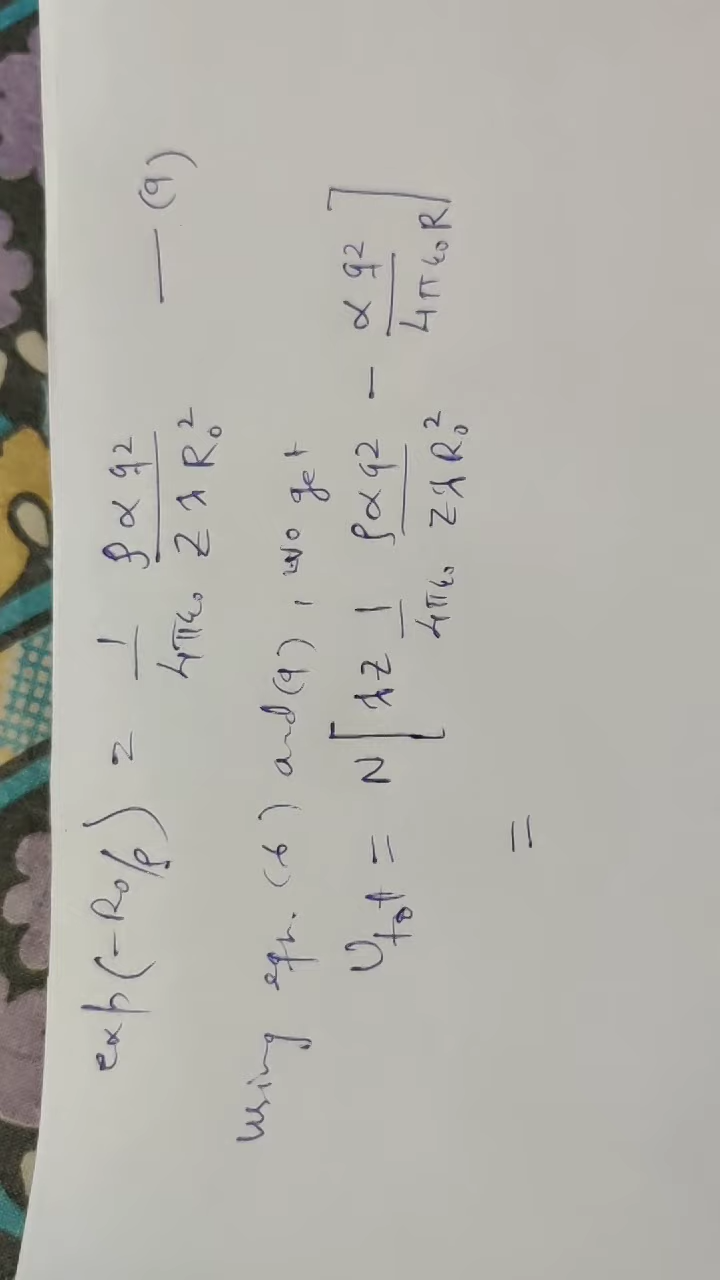 exp(-R₀/ρ) = 1/4πε₀ ραq²/zλR₀² — (9)
Using eqn. (6) and (9), we get
U_tot = N [ λz 1/4πε₀ ραq²/zλR₀² - αq²/4πε₀R ]
=